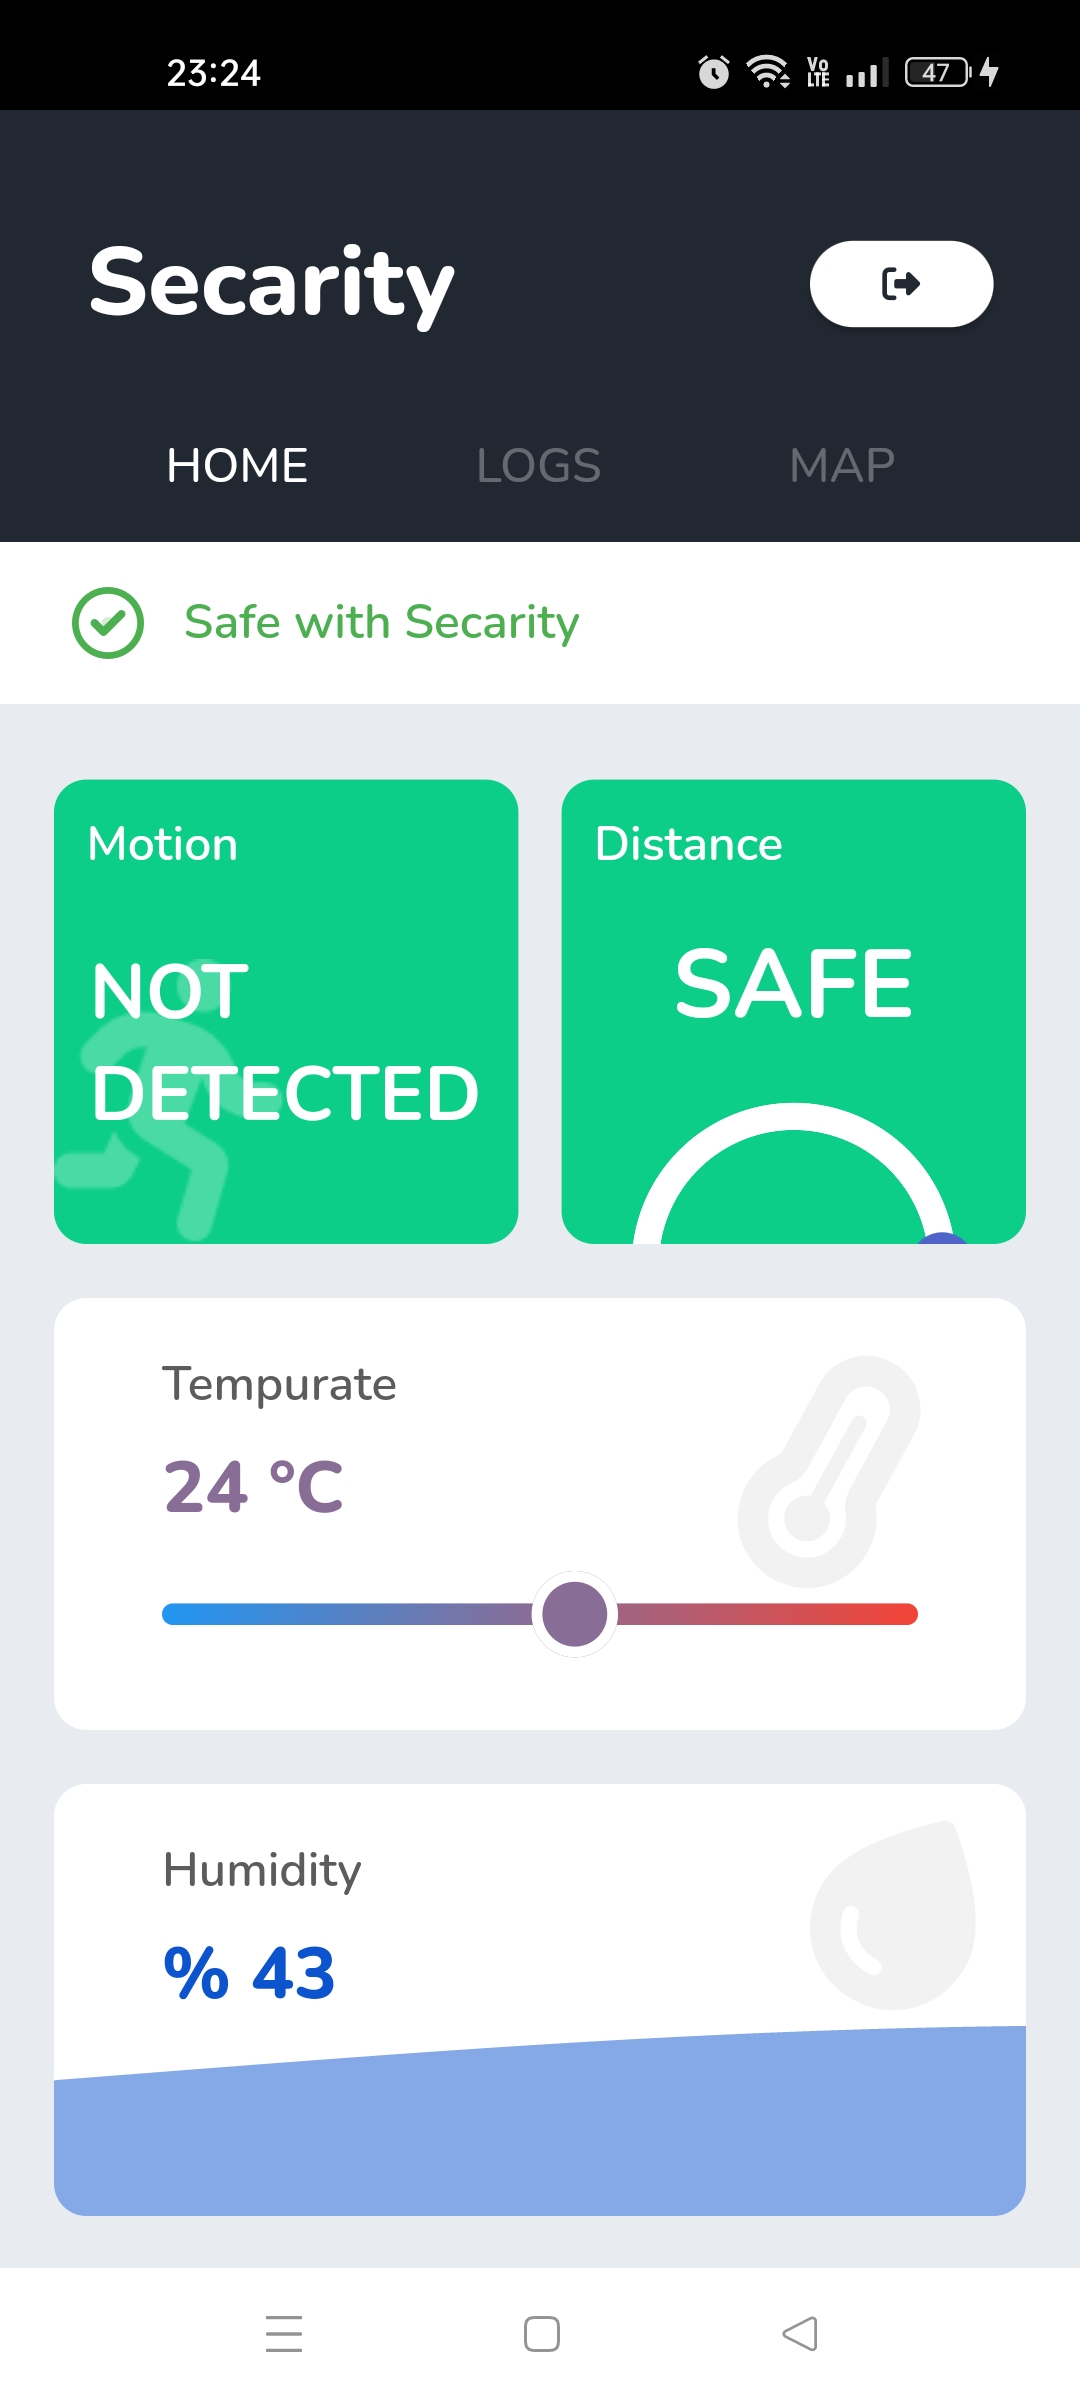 23:24
Vo LTE
47
Secarity
HOME LOGS MAP
Safe with Secarity
Motion
NOT
DETECTED
Distance
SAFE
Tempurate
24 °C
Humidity
% 43